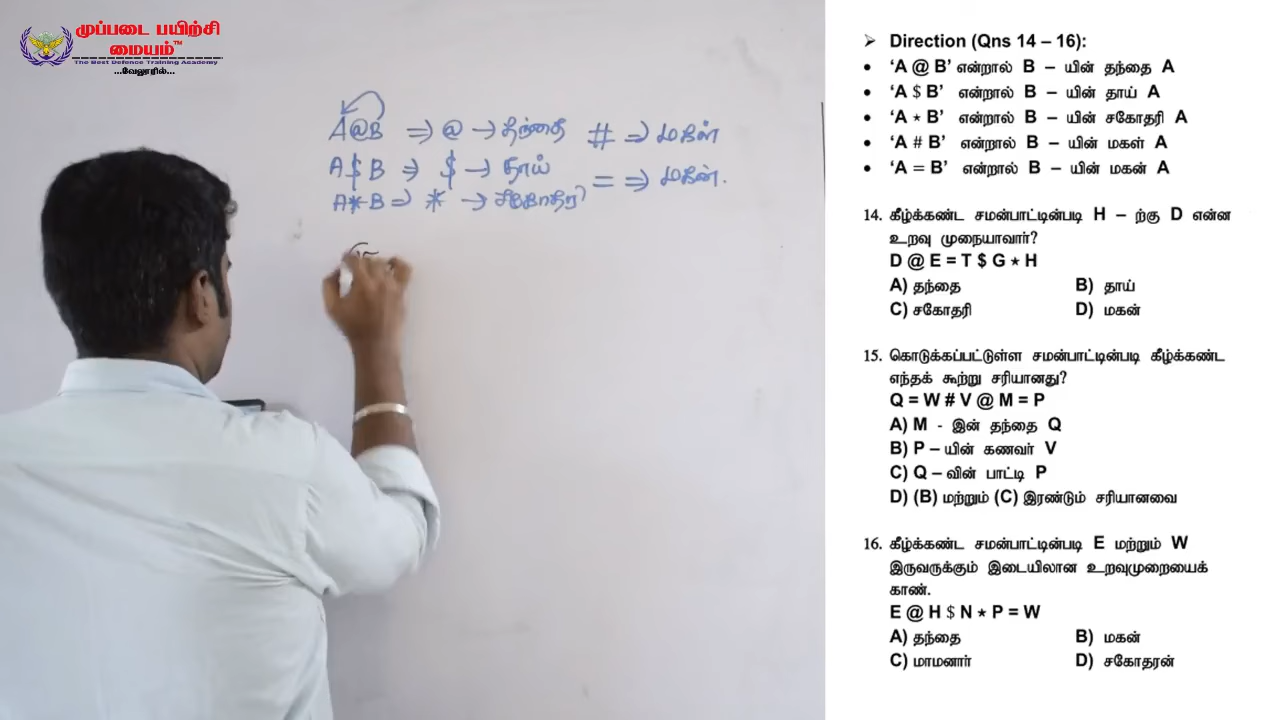 முப்படை பயிற்சி
மையம்™
The Best Defence Training Academy
...வேலூரில்...
A@B ⇒ @ → தந்தை # ⇒ மகள்
A$B ⇒ $ → தாய் = ⇒ மகன்.
A*B ⇒ * → சகோதரி
➢ Direction (Qns 14 – 16):
• ‘A @ B’ என்றால் B – யின் தந்தை A
• ‘A $ B’ என்றால் B – யின் தாய் A
• ‘A ⋆ B’ என்றால் B – யின் சகோதரி A
• ‘A # B’ என்றால் B – யின் மகள் A
• ‘A = B’ என்றால் B – யின் மகன் A
14. கீழ்க்கண்ட சமன்பாட்டின்படி H – ற்கு D என்ன
உறவு முறையாவார்?
D @ E = T $ G ⋆ H
A) தந்தை B) தாய்
C) சகோதரி D) மகன்
15. கொடுக்கப்பட்டுள்ள சமன்பாட்டின்படி கீழ்க்கண்ட
எந்தக் கூற்று சரியானது?
Q = W # V @ M = P
A) M - இன் தந்தை Q
B) P – யின் கணவர் V
C) Q – வின் பாட்டி P
D) (B) மற்றும் (C) இரண்டும் சரியானவை
16. கீழ்க்கண்ட சமன்பாட்டின்படி E மற்றும் W
இருவருக்கும் இடையிலான உறவுமுறையைக்
காண்.
E @ H $ N ⋆ P = W
A) தந்தை B) மகன்
C) மாமனார் D) சகோதரன்